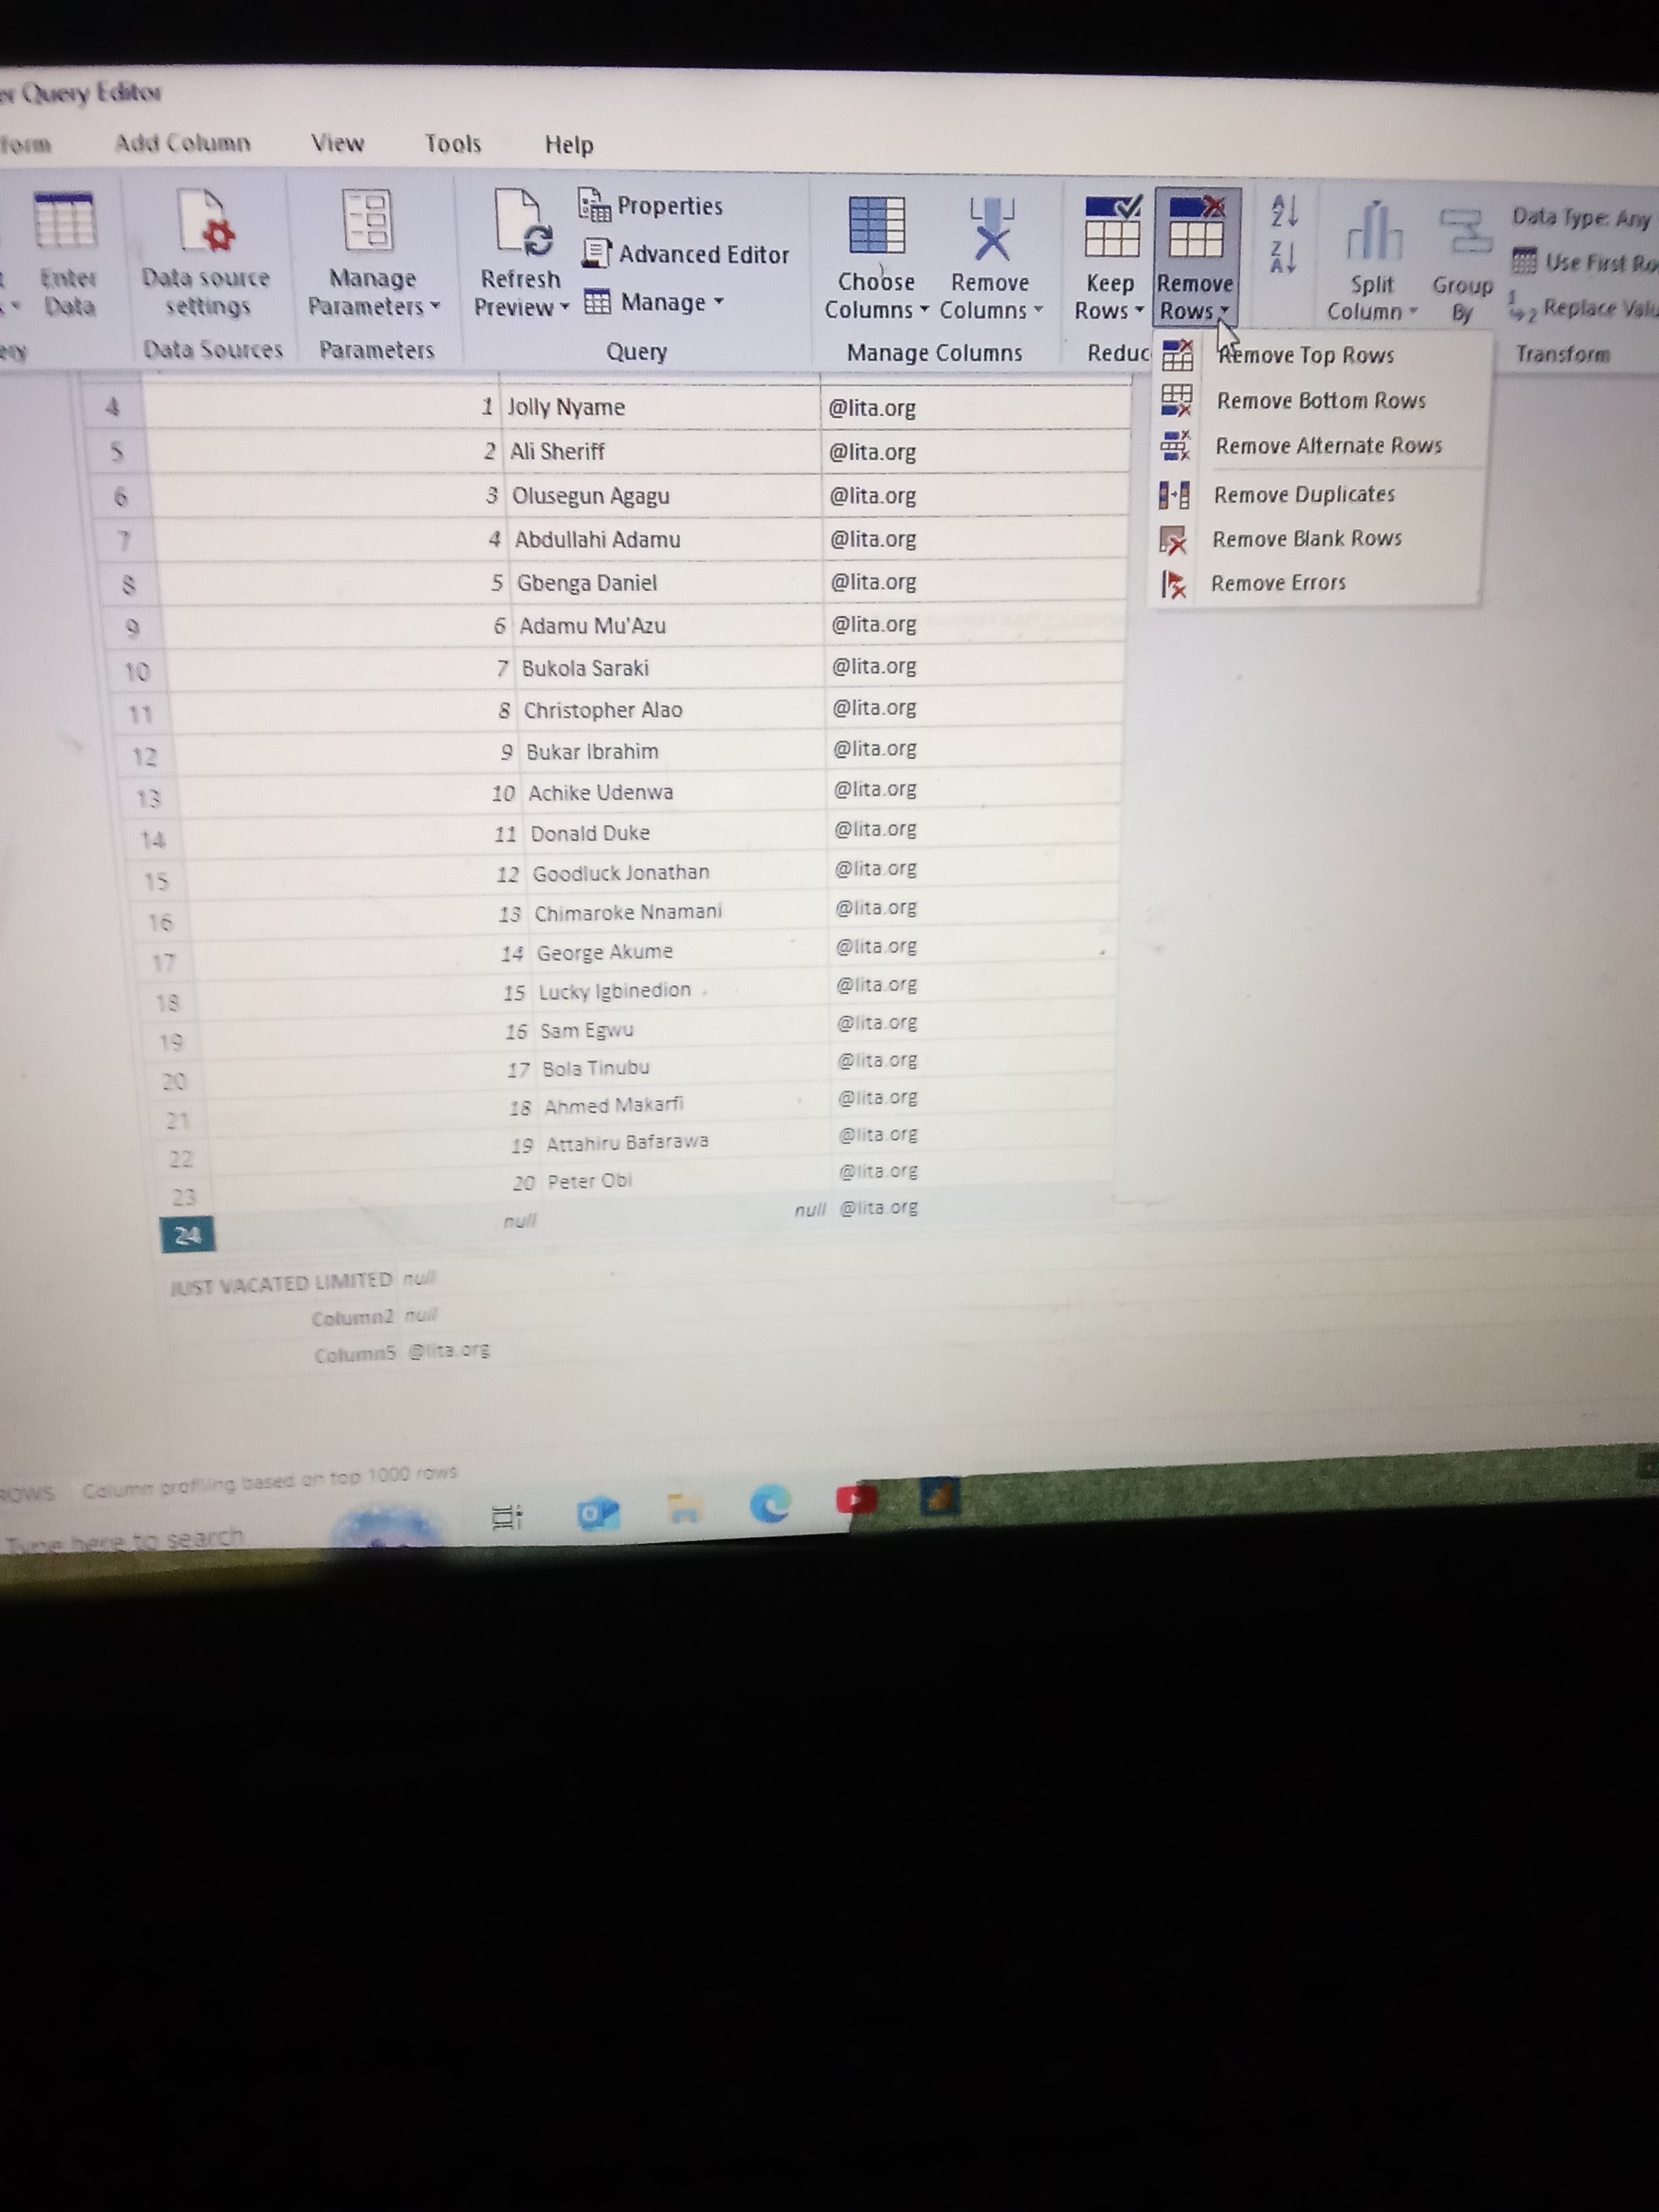 Query Editor
Add Column View Tools Help
Enter
Data
Data source
settings
Data Sources
Manage
Parameters
Parameters
Refresh
Preview
Properties
Advanced Editor
Manage
Query
Choose
Columns
Remove
Columns
Manage Columns
Keep
Rows
Remove
Rows
Reduc
A
Z
Z
A
Split
Column
Group
By
Data Type: Any
Use First Ro
1
2 Replace Valu
Transform
Remove Top Rows
Remove Bottom Rows
Remove Alternate Rows
Remove Duplicates
Remove Blank Rows
Remove Errors
4 1 Jolly Nyame @lita.org
5 2 Ali Sheriff @lita.org
6 3 Olusegun Agagu @lita.org
7 4 Abdullahi Adamu @lita.org
8 5 Gbenga Daniel @lita.org
9 6 Adamu Mu'Azu @lita.org
10 7 Bukola Saraki @lita.org
11 8 Christopher Alao @lita.org
12 9 Bukar Ibrahim @lita.org
13 10 Achike Udenwa @lita.org
14 11 Donald Duke @lita.org
15 12 Goodluck Jonathan @lita.org
16 13 Chimaroke Nnamani @lita.org
17 14 George Akume @lita.org
18 15 Lucky Igbinedion @lita.org
19 16 Sam Egwu @lita.org
20 17 Bola Tinubu @lita.org
21 18 Ahmed Makarfi @lita.org
22 19 Attahiru Bafarawa @lita.org
23 20 Peter Obi @lita.org
24 null null @lita.org
JUST VACATED LIMITED null
Column2 null
Column5 @lita.org
ROWS Column profiling based on top 1000 rows
Type here to search